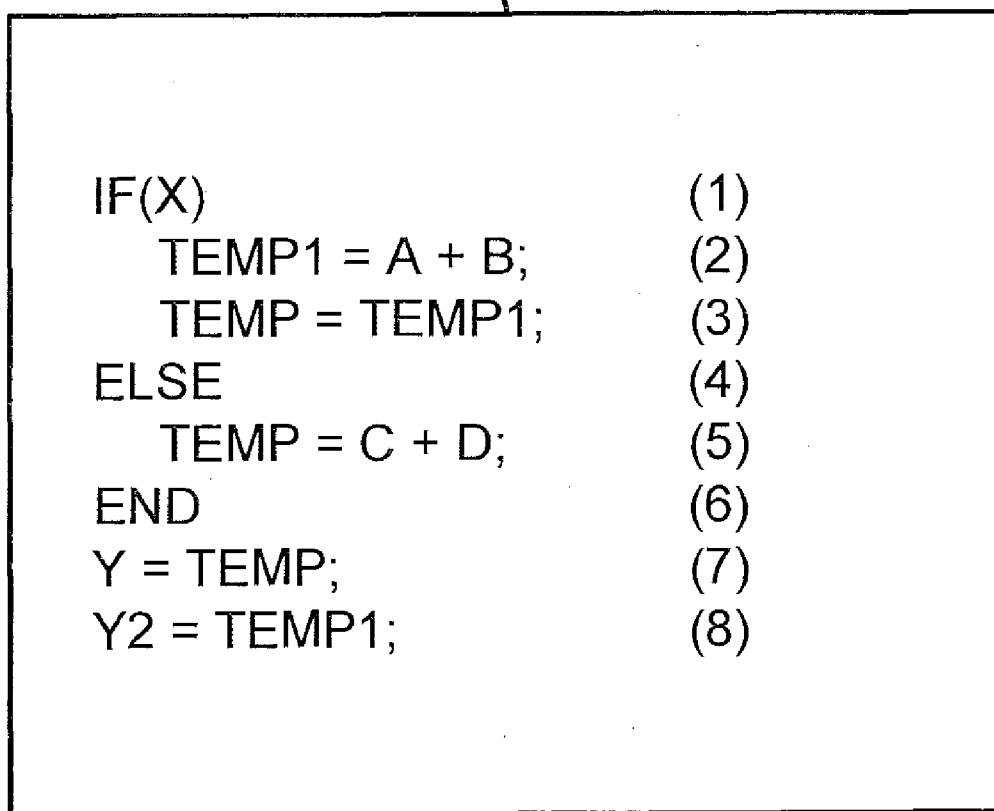 IF(X) (1)
TEMP1 = A + B; (2)
TEMP = TEMP1; (3)
ELSE (4)
TEMP = C + D; (5)
END (6)
Y = TEMP; (7)
Y2 = TEMP1; (8)